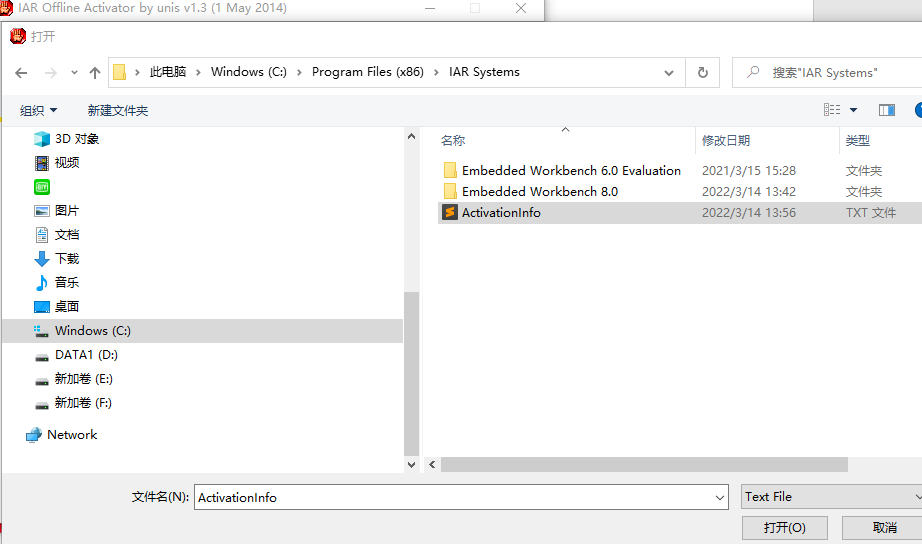 IAR Offline Activator by unis v1.3 (1 May 2014)
打开
此电脑 > Windows (C:) > Program Files (x86) > IAR Systems
搜索"IAR Systems"
组织
新建文件夹
3D 对象
视频
图片
文档
下载
音乐
桌面
Windows (C:)
DATA1 (D:)
新加卷 (E:)
新加卷 (F:)
Network
名称 修改日期 类型
Embedded Workbench 6.0 Evaluation 2021/3/15 15:28 文件夹
Embedded Workbench 8.0 2022/3/14 13:42 文件夹
ActivationInfo 2022/3/14 13:56 TXT 文件
文件名(N): ActivationInfo
Text File
打开(O)
取消